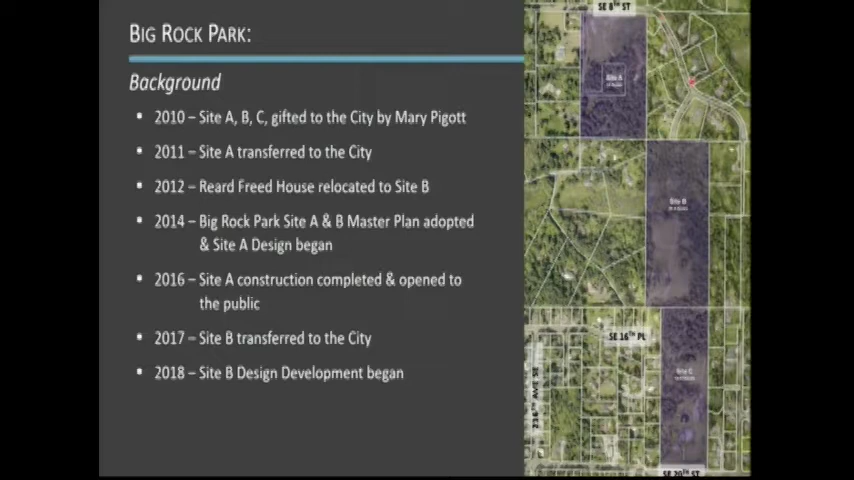 BIG ROCK PARK:
Background
• 2010 – Site A, B, C, gifted to the City by Mary Pigott
• 2011 – Site A transferred to the City
• 2012 – Reard Freed House relocated to Site B
• 2014 – Big Rock Park Site A & B Master Plan adopted
& Site A Design began
• 2016 – Site A construction completed & opened to
the public
• 2017 – Site B transferred to the City
• 2018 – Site B Design Development began
SE 8TH ST
Site A
Site B
SE 16TH PL
Site C
216TH AVE SE
SE 20TH ST